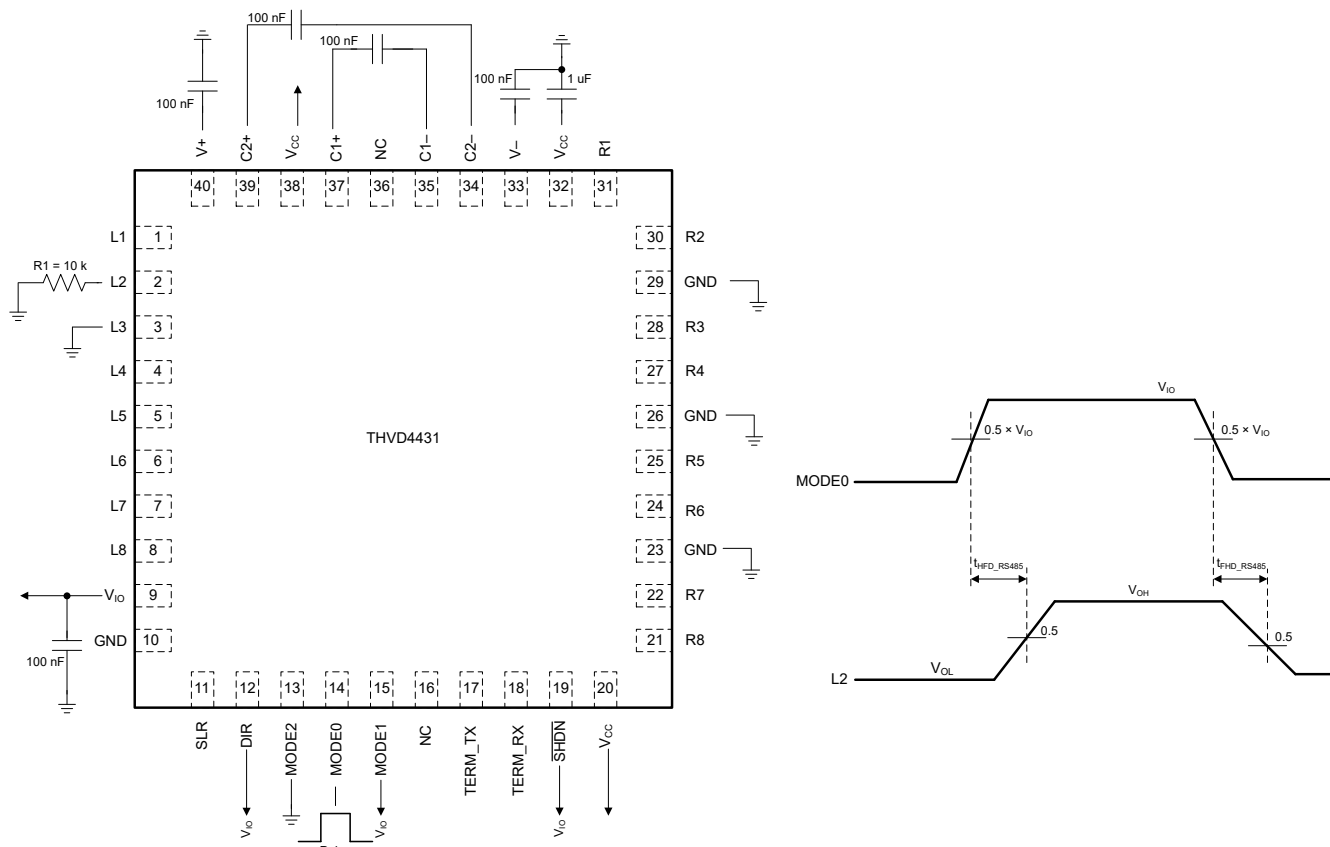 100 nF
100 nF
100 nF
1 uF
100 nF
V+
C2+
VCC
C1+
NC
C1–
C2–
V–
VCC
R1
40
39
38
37
36
35
34
33
32
31
L1 1
R1 = 10 k
L2 2
L3 3
L4 4
L5 5
L6 6
L7 7
L8 8
VIO 9
GND 10
100 nF
THVD4431
30 R2
29 GND
28 R3
27 R4
26 GND
25 R5
24 R6
23 GND
22 R7
21 R8
11
12
13
14
15
16
17
18
19
20
SLR
DIR
MODE2
MODE0
MODE1
NC
TERM_TX
TERM_RX
SHDN
VCC
VIO
VIO
VIO
VIO
0.5 × VIO
0.5 × VIO
MODE0
tHFD_RS485
tFHD_RS485
VOH
0.5
0.5
VOL
L2